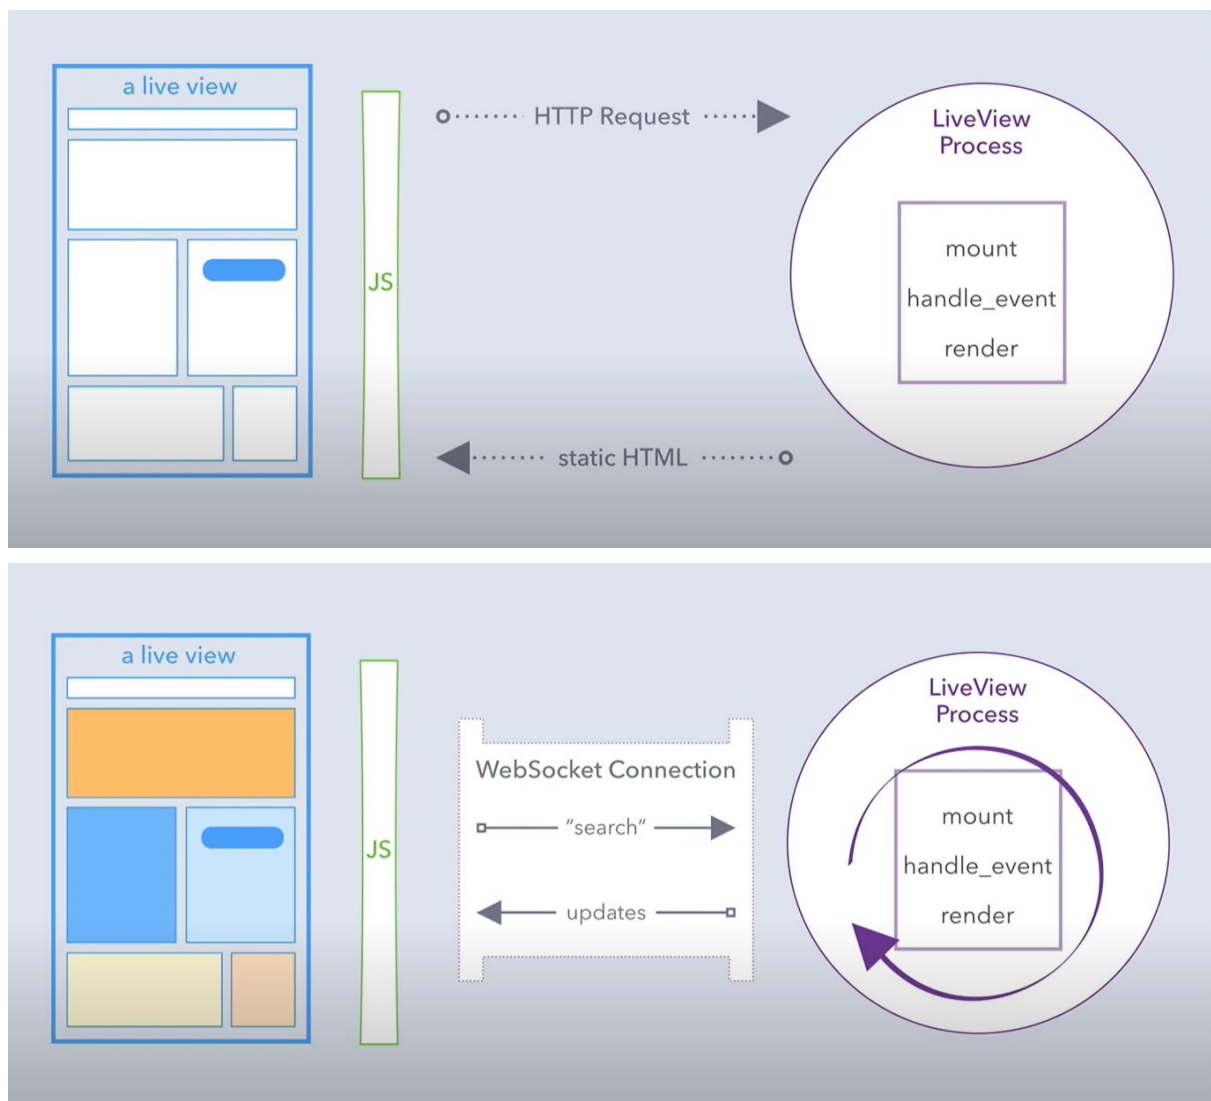 a live view
JS
HTTP Request
static HTML
LiveView
Process
mount
handle_event
render
a live view
JS
WebSocket Connection
“search”
updates
LiveView
Process
mount
handle_event
render